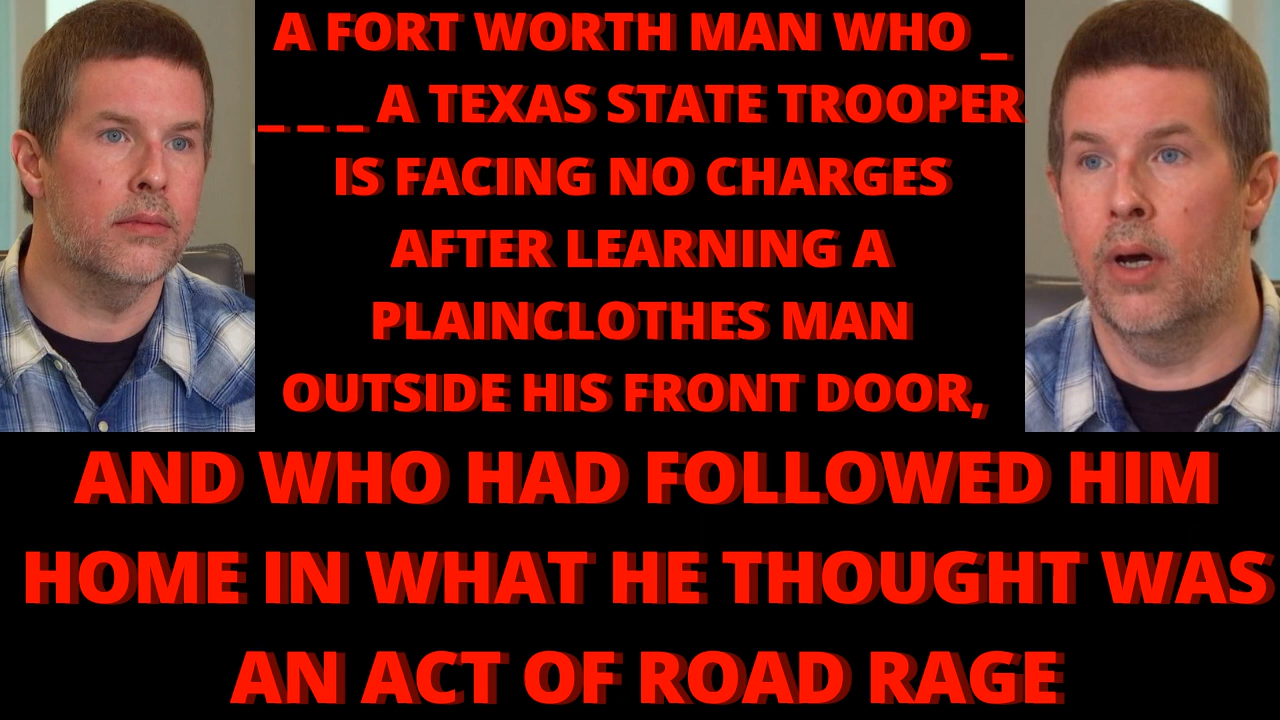 A FORT WORTH MAN WHO _
_ _ _ A TEXAS STATE TROOPER
IS FACING NO CHARGES
AFTER LEARNING A
PLAINCLOTHES MAN
OUTSIDE HIS FRONT DOOR,
AND WHO HAD FOLLOWED HIM
HOME IN WHAT HE THOUGHT WAS
AN ACT OF ROAD RAGE